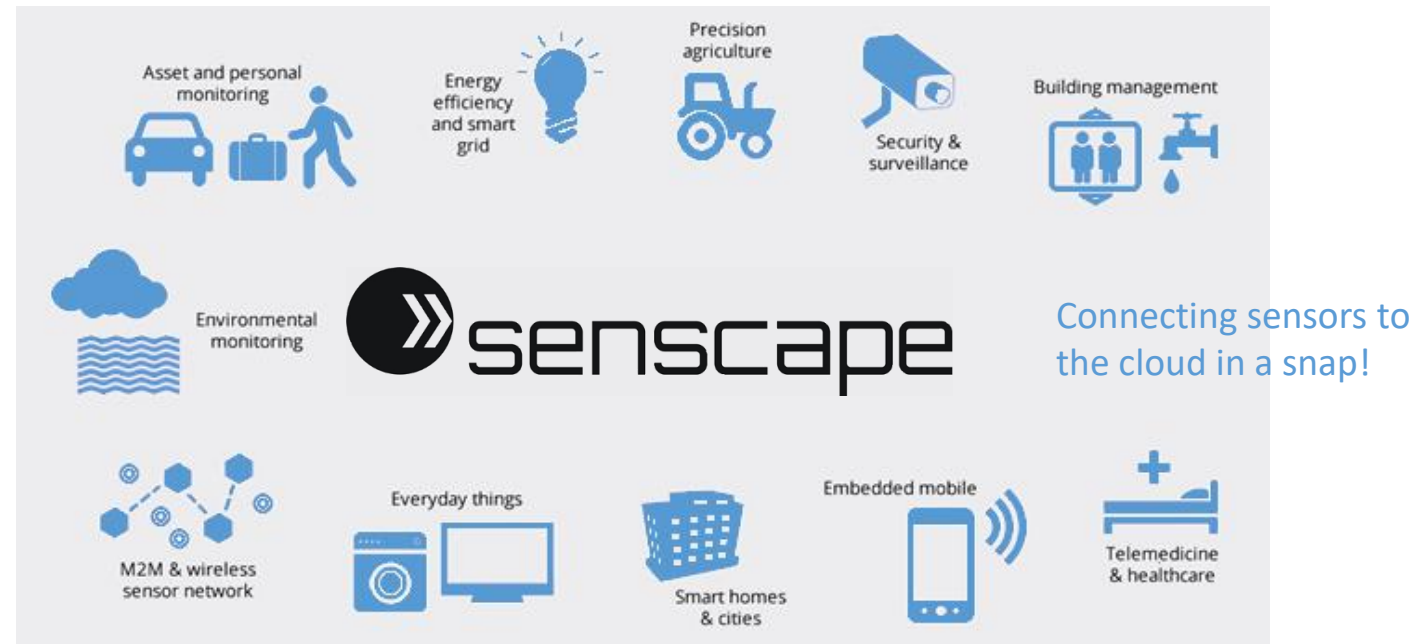 Asset and personal
monitoring
Energy
efficiency
and smart
grid
Precision
agriculture
Security &
surveillance
Building management
Environmental
monitoring
senscape
Connecting sensors to
the cloud in a snap!
M2M & wireless
sensor network
Everyday things
Smart homes
& cities
Embedded mobile
Telemedicine
& healthcare